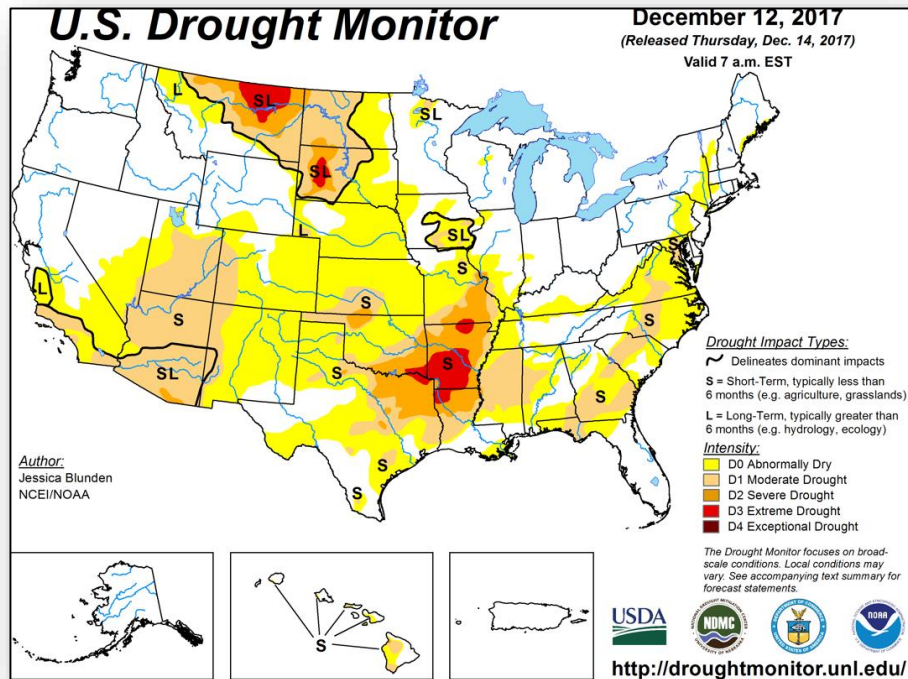 U.S. Drought Monitor
December 12, 2017
(Released Thursday, Dec. 14, 2017)
Valid 7 a.m. EST
L
SL
SL
SL
L
SL
S
L
S
S
SL
S
S
S
S
S
S
S
Drought Impact Types:
Delineates dominant impacts
S = Short-Term, typically less than
6 months (e.g. agriculture, grasslands)
L = Long-Term, typically greater than
6 months (e.g. hydrology, ecology)
Intensity:
D0 Abnormally Dry
D1 Moderate Drought
D2 Severe Drought
D3 Extreme Drought
D4 Exceptional Drought
Author:
Jessica Blunden
NCEI/NOAA
S
The Drought Monitor focuses on broad-
scale conditions. Local conditions may
vary. See accompanying text summary for
forecast statements.
USDA
NDMC
NOAA
http://droughtmonitor.unl.edu/